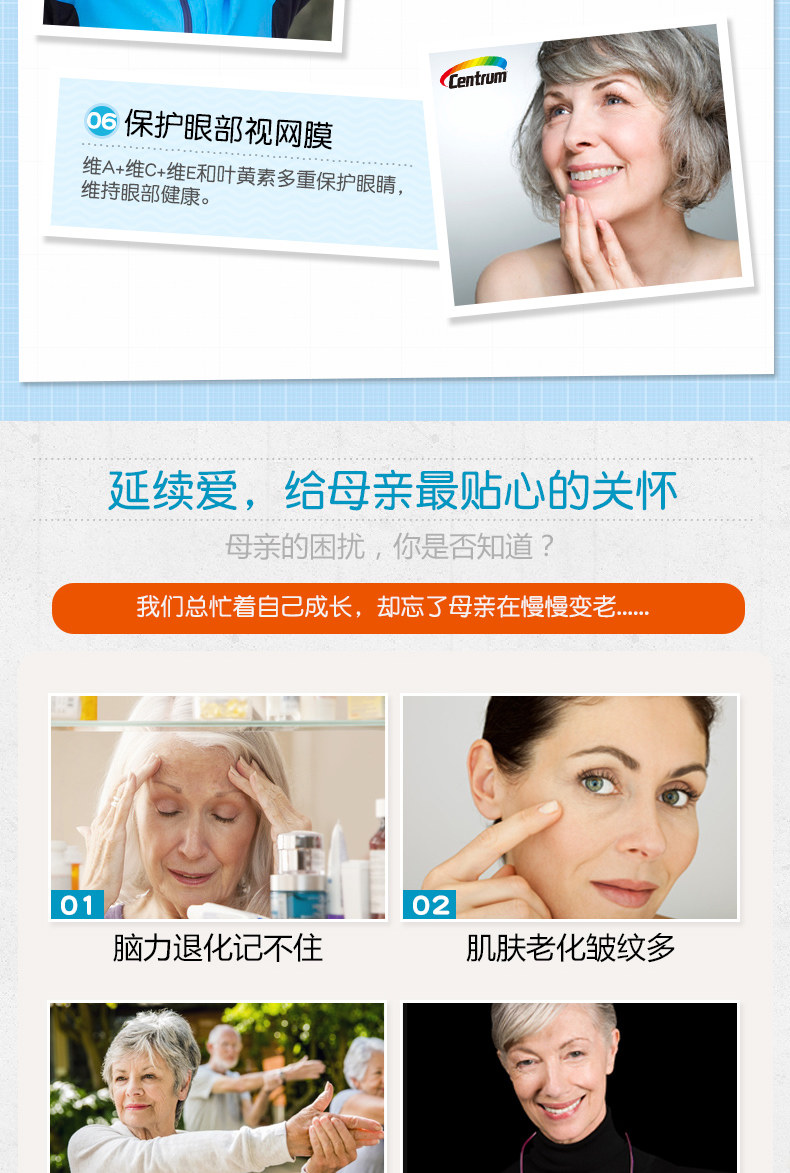 Centrum
06 保护眼部视网膜
维A+维C+维E和叶黄素多重保护眼睛，
维持眼部健康。
延续爱，给母亲最贴心的关怀
母亲的困扰，你是否知道？
我们总忙着自己成长，却忘了母亲在慢慢变老......
01
02
脑力退化记不住
肌肤老化皱纹多